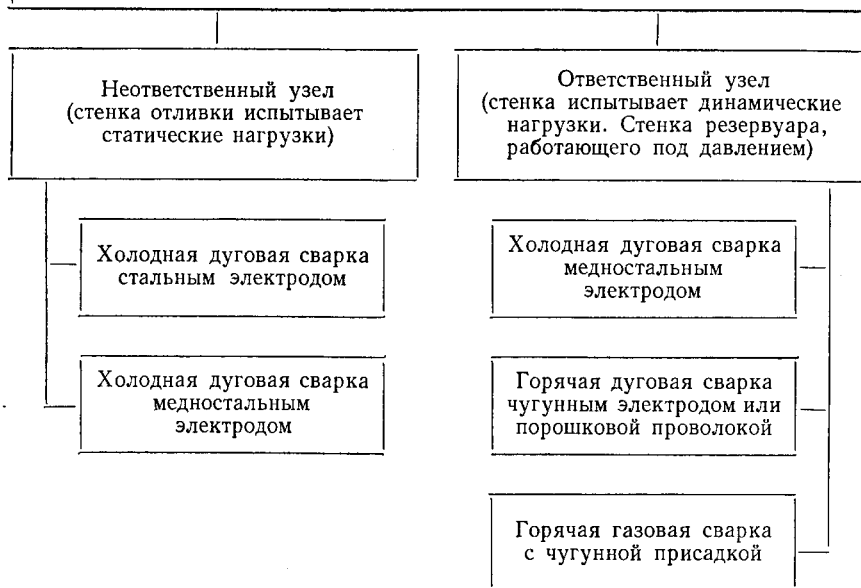 Неответственный узел
(стенка отливки испытывает
статические нагрузки)
Ответственный узел
(стенка испытывает динамические
нагрузки. Стенка резервуара,
работающего под давлением)
Холодная дуговая сварка
стальным электродом
Холодная дуговая сварка
медностальным
электродом
Холодная дуговая сварка
медностальным
электродом
Горячая дуговая сварка
чугунным электродом или
порошковой проволокой
Горячая газовая сварка
с чугунной присадкой